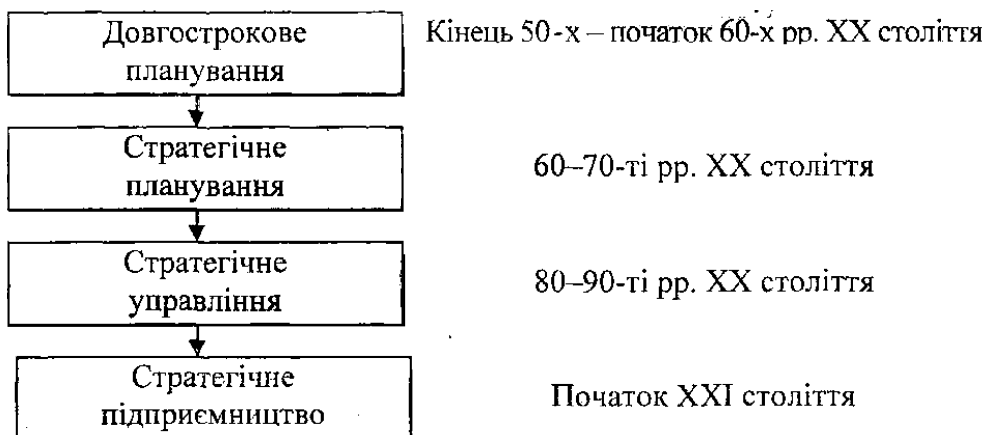 Довгострокове
планування
Кінець 50-х – початок 60-х рр. XX століття
Стратегічне
планування
60–70-ті рр. XX століття
Стратегічне
управління
80–90-ті рр. XX століття
Стратегічне
підприємництво
Початок XXI століття